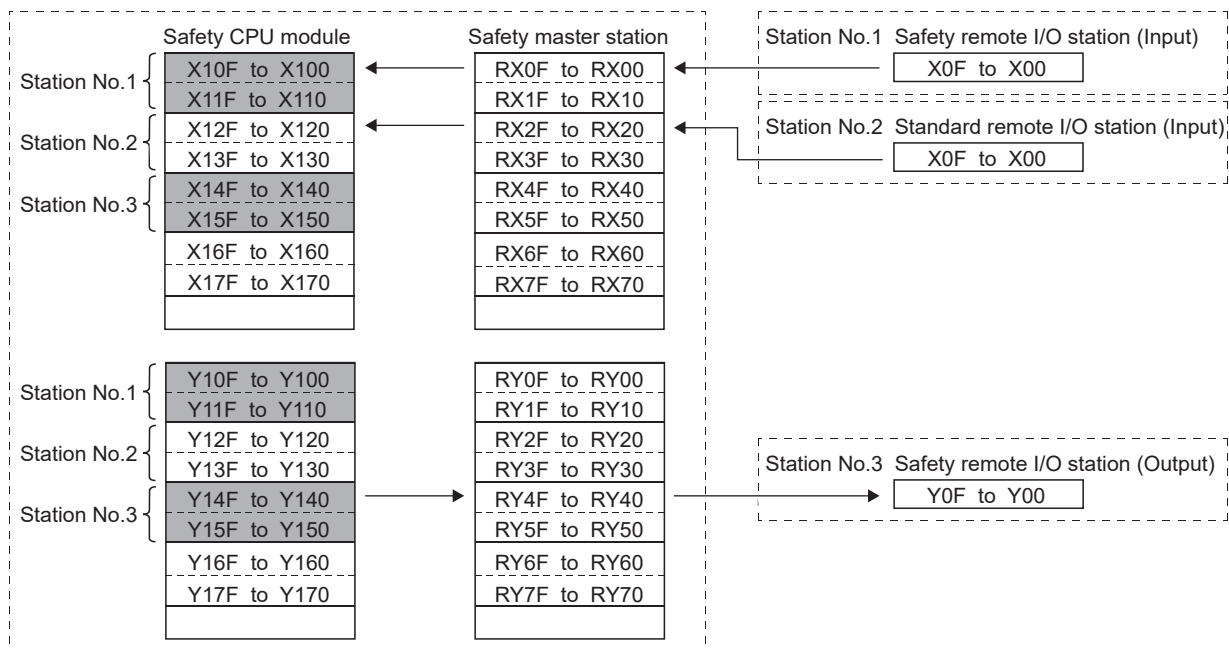 Safety CPU module
Safety master station
Station No.1
X10F to X100
X11F to X110
Station No.2
X12F to X120
X13F to X130
Station No.3
X14F to X140
X15F to X150
X16F to X160
X17F to X170
RX0F to RX00
RX1F to RX10
RX2F to RX20
RX3F to RX30
RX4F to RX40
RX5F to RX50
RX6F to RX60
RX7F to RX70
Station No.1 Safety remote I/O station (Input)
X0F to X00
Station No.2 Standard remote I/O station (Input)
X0F to X00
Station No.1
Y10F to Y100
Y11F to Y110
Station No.2
Y12F to Y120
Y13F to Y130
Station No.3
Y14F to Y140
Y15F to Y150
Y16F to Y160
Y17F to Y170
RY0F to RY00
RY1F to RY10
RY2F to RY20
RY3F to RY30
RY4F to RY40
RY5F to RY50
RY6F to RY60
RY7F to RY70
Station No.3 Safety remote I/O station (Output)
Y0F to Y00